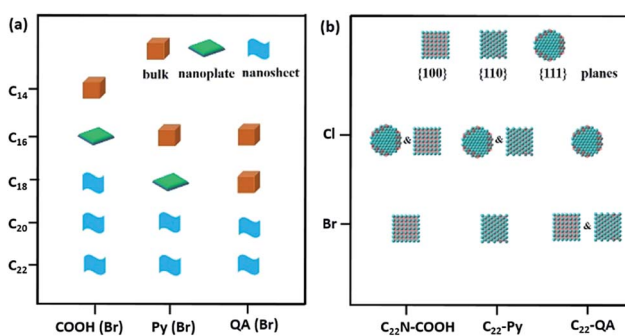 (a)
bulk nanoplate nanosheet
C₁₄
C₁₆
C₁₈
C₂₀
C₂₂
COOH (Br) Py (Br) QA (Br)
(b)
{100} {110} {111} planes
Cl & &
Br &
C₂₂N-COOH C₂₂-Py C₂₂-QA